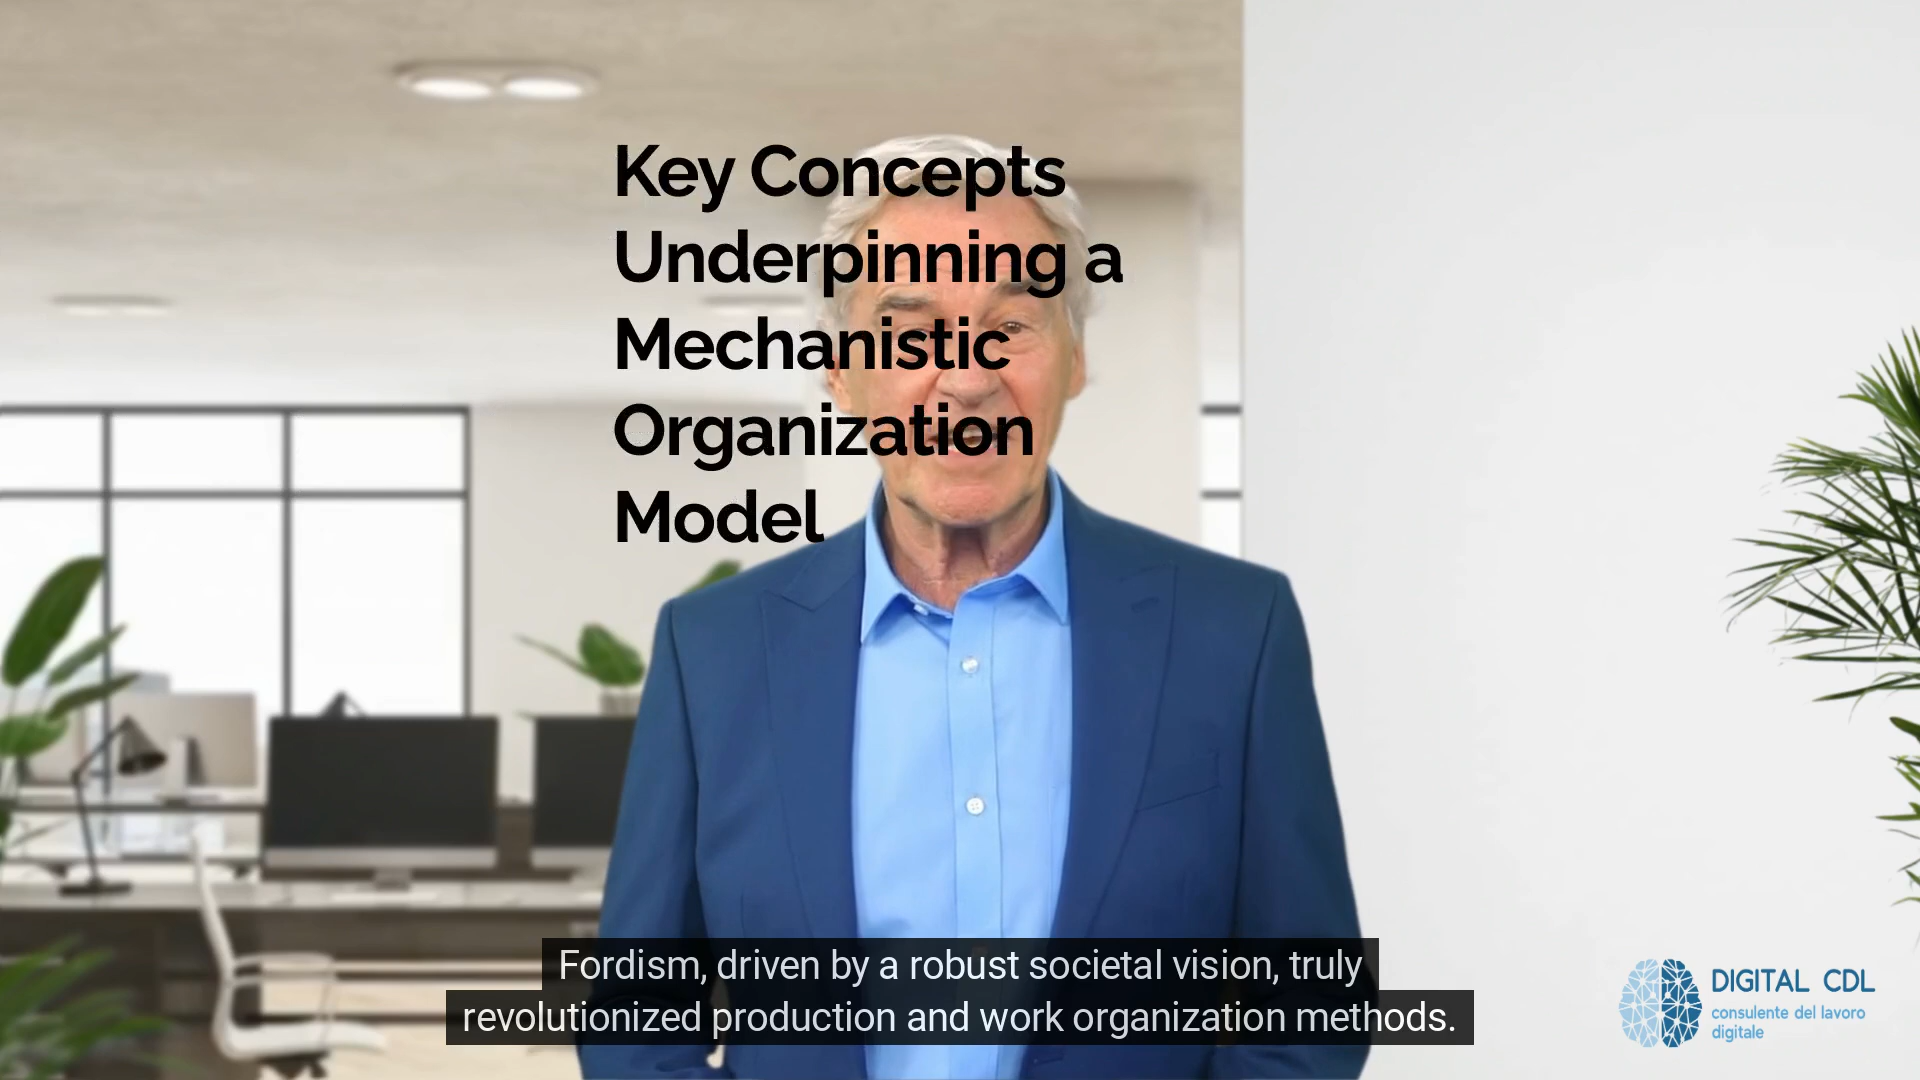 Key Concepts
Underpinning a
Mechanistic
Organization
Model
Fordism, driven by a robust societal vision, truly
revolutionized production and work organization methods.
DIGITAL CDL
consulente del lavoro
digitale